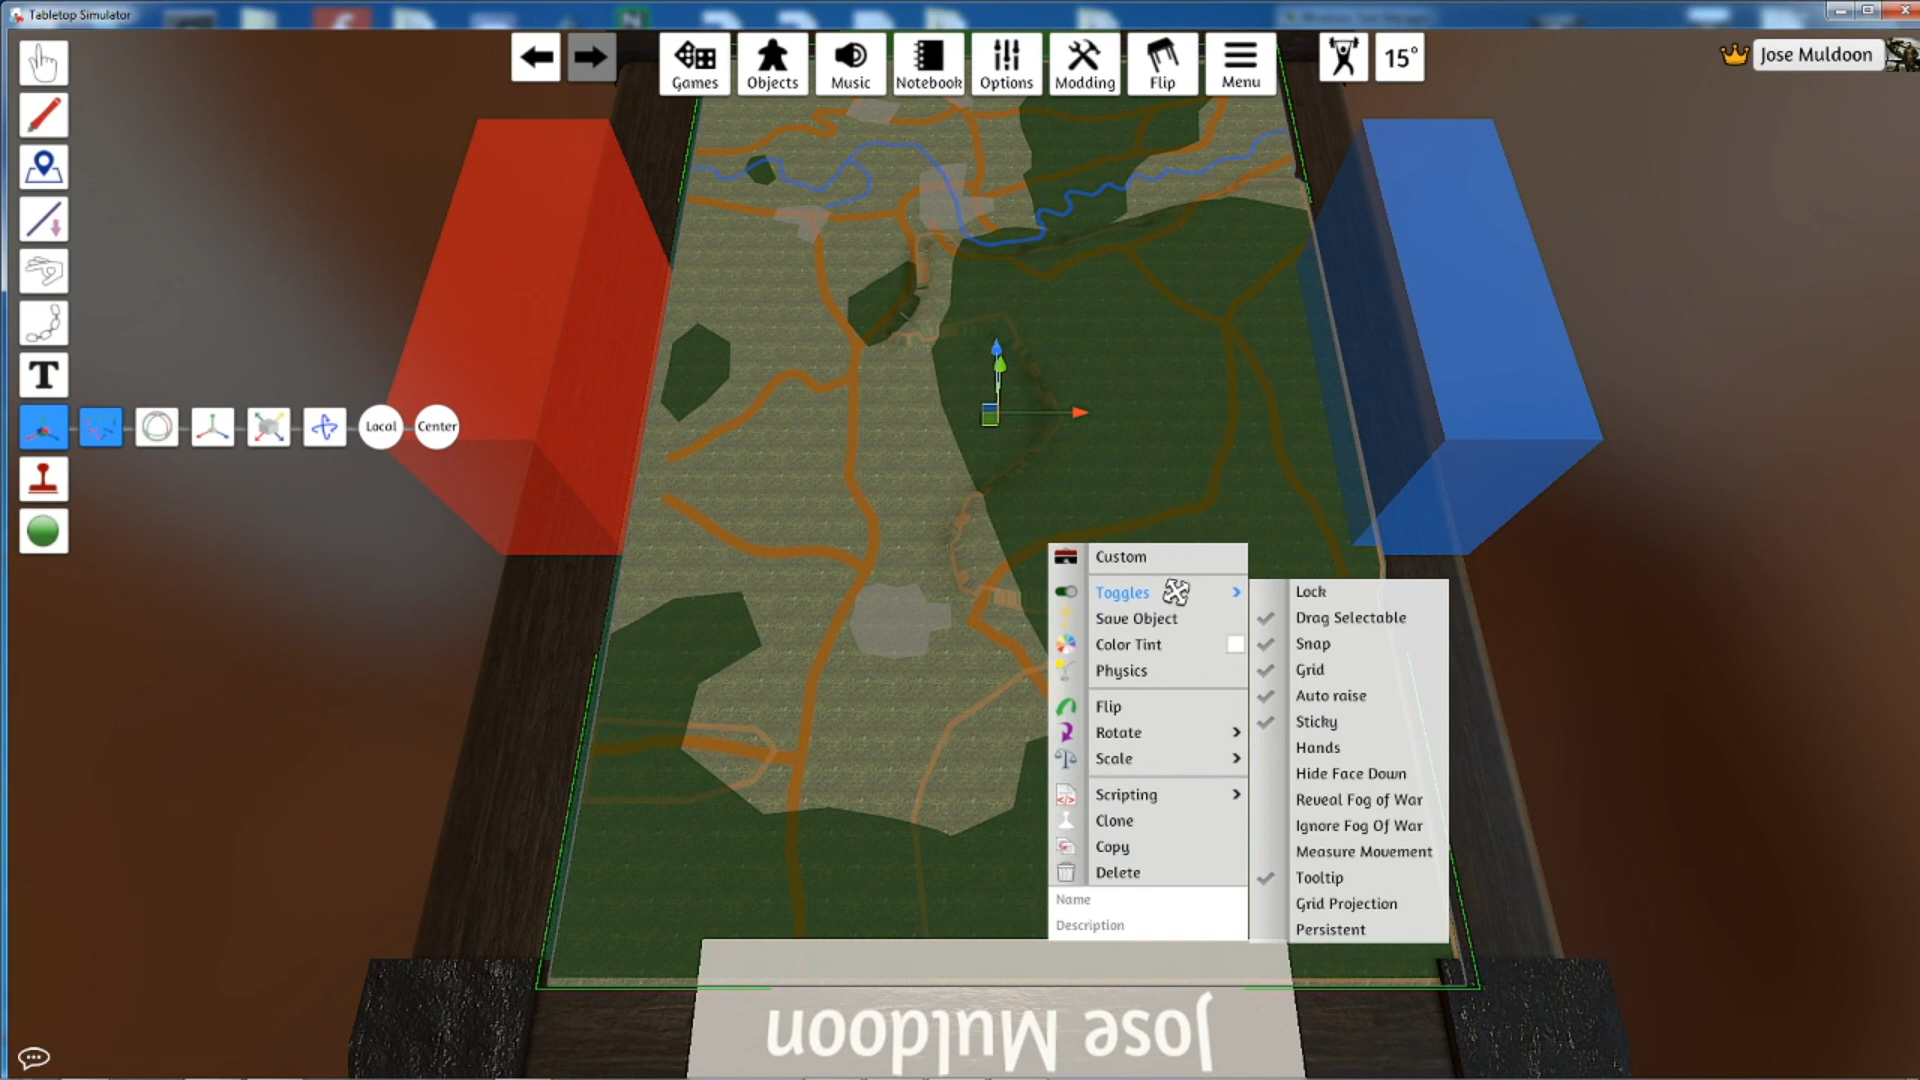 Tabletop Simulator
Games
Objects
Music
Notebook
Options
Modding
Flip
Menu
15°
Jose Muldoon
T
Local
Center
Custom
Toggles
Save Object
Color Tint
Physics
Flip
Rotate
Scale
Scripting
Clone
Copy
Delete
Name
Description
Lock
Drag Selectable
Snap
Grid
Auto raise
Sticky
Hands
Hide Face Down
Reveal Fog of War
Ignore Fog Of War
Measure Movement
Tooltip
Grid Projection
Persistent
Jose Muldoon